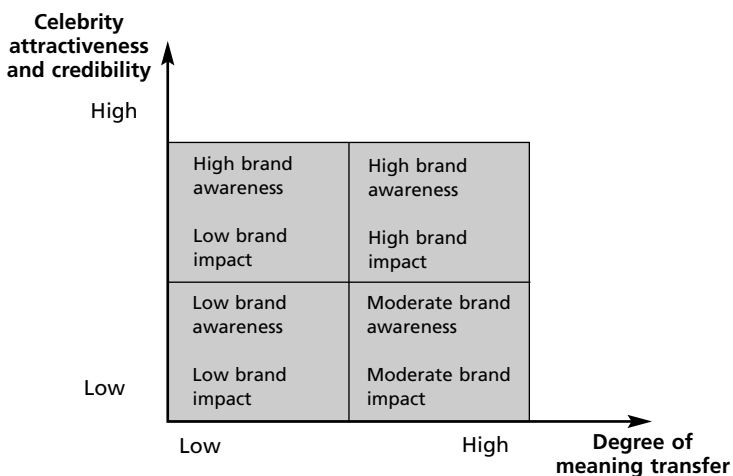 Celebrity
attractiveness
and credibility
High
High brand
awareness
Low brand
impact
High brand
awareness
High brand
impact
Low brand
awareness
Low brand
impact
Moderate brand
awareness
Moderate brand
impact
Low
Low
High
Degree of
meaning transfer